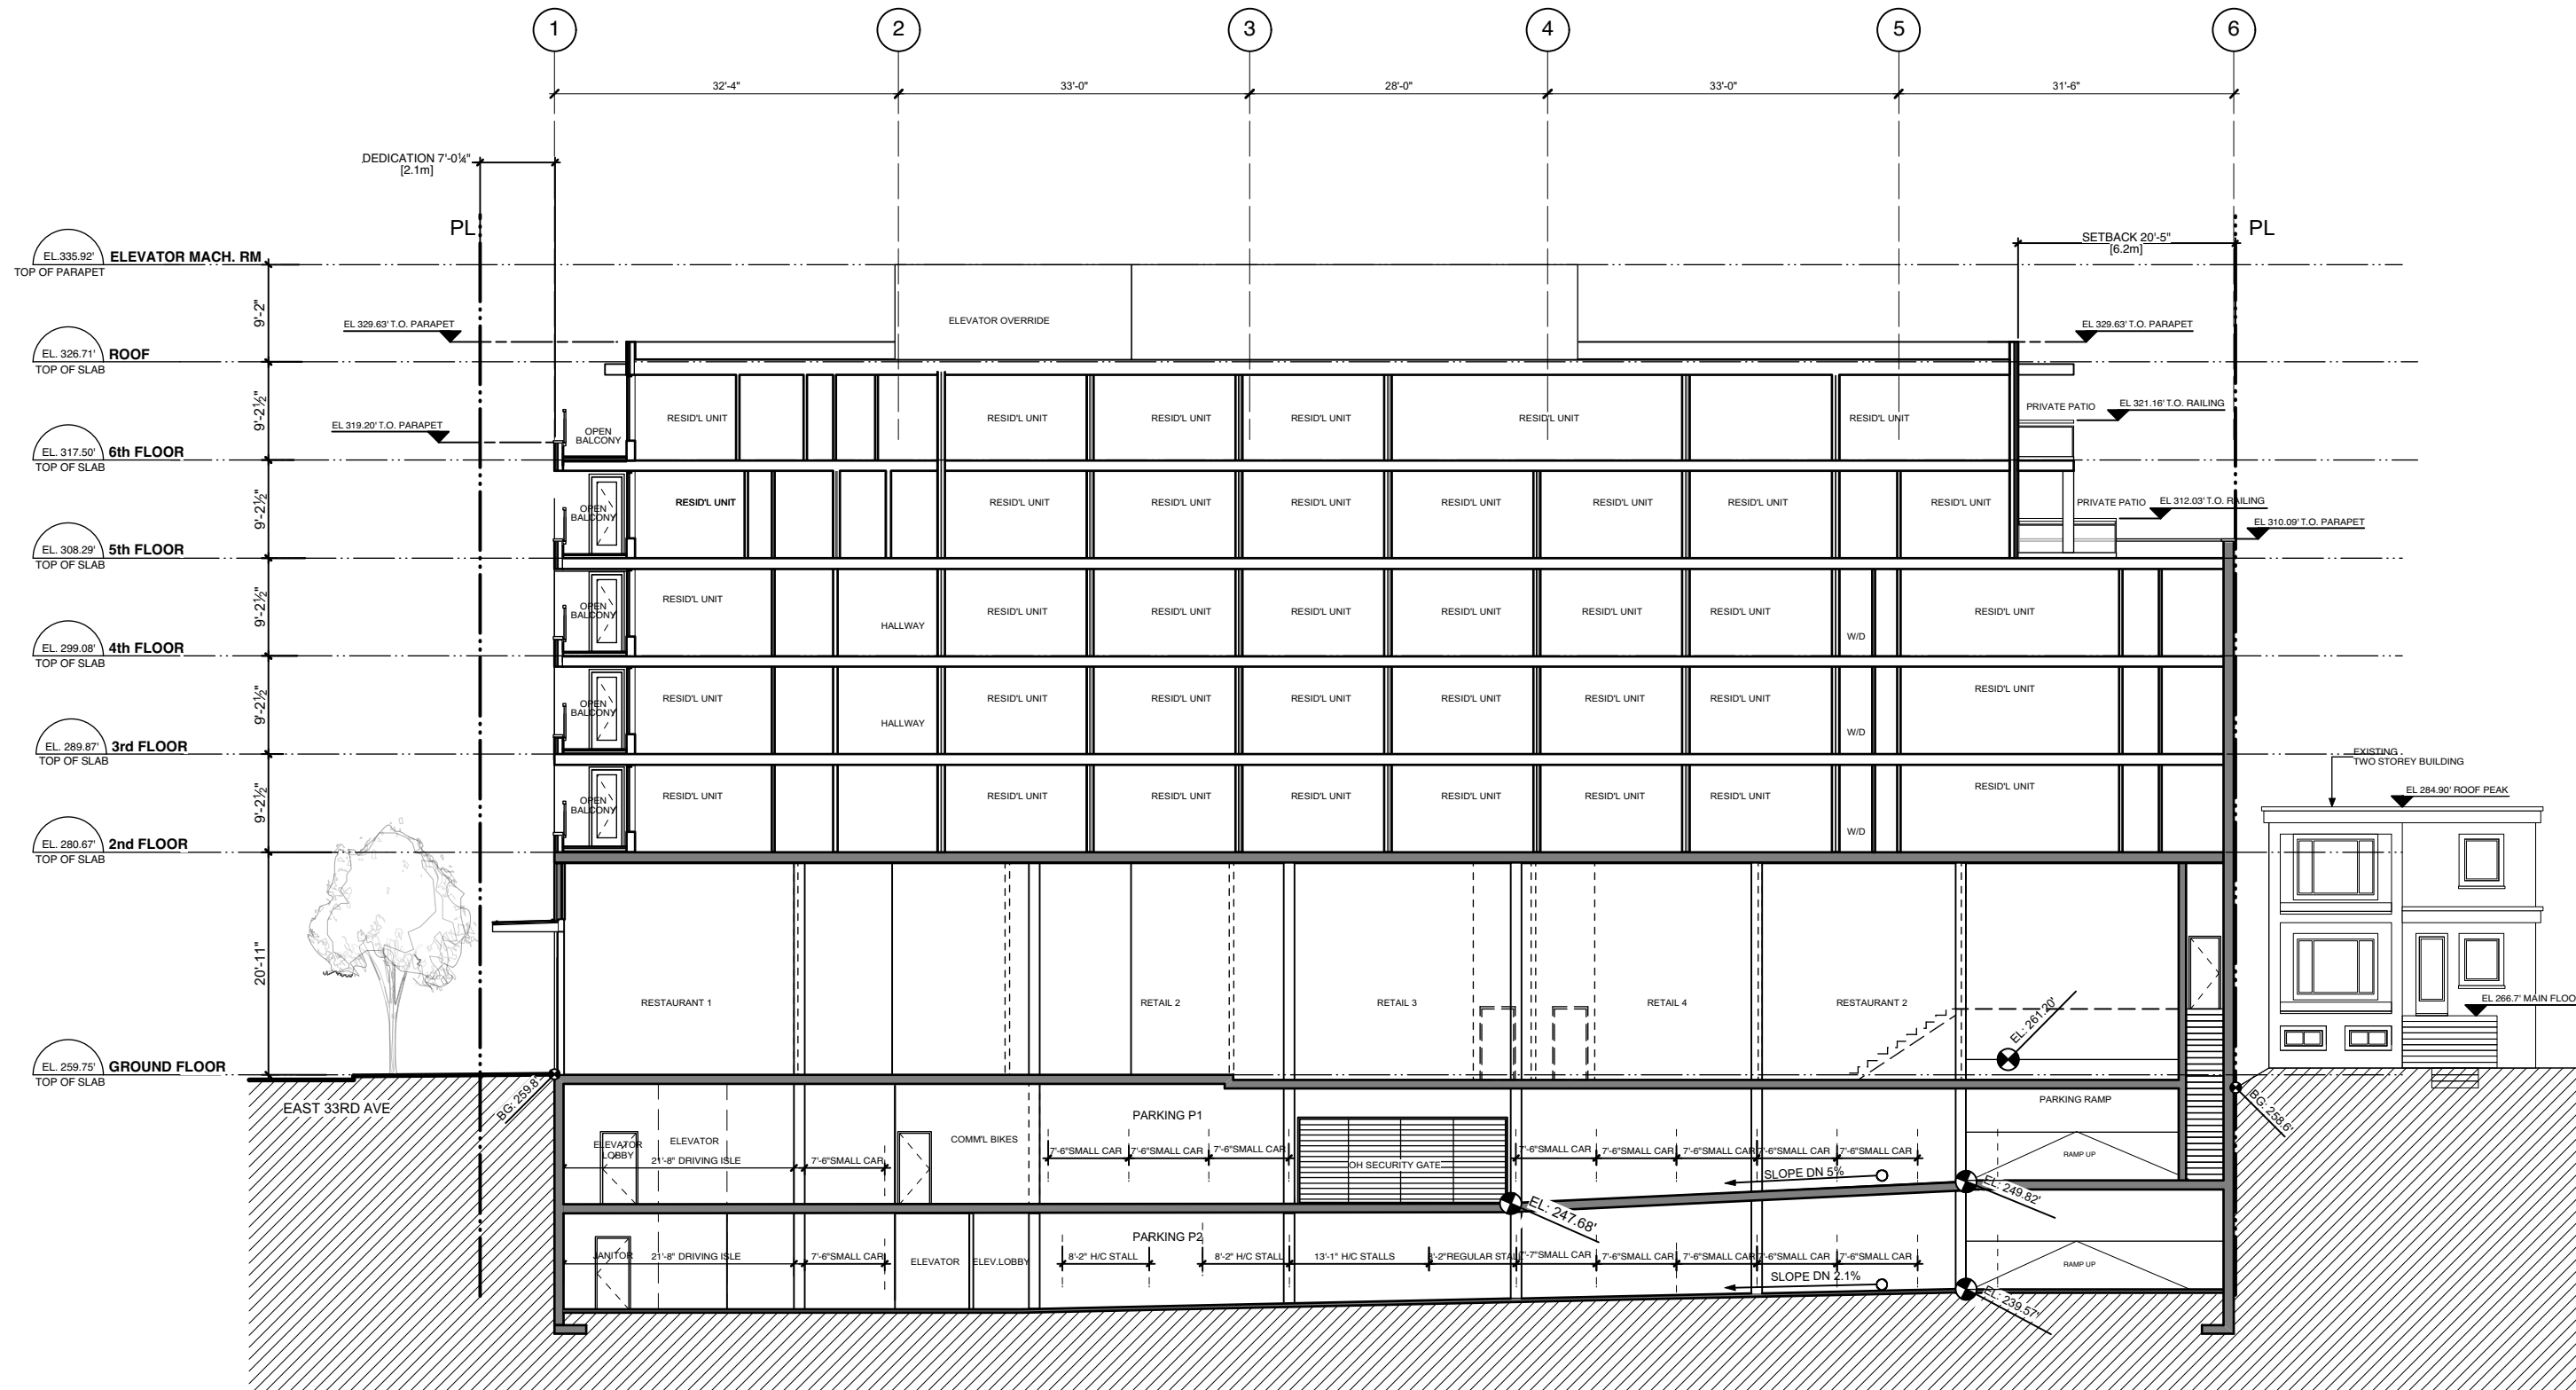 1 2 3 4 5 6
32'-4" 33'-0" 28'-0" 33'-0" 31'-6"
DEDICATION 7'-0¼"
[2.1m]
PL
PL
SETBACK 20'-5"
[6.2m]
EL.335.92' ELEVATOR MACH. RM
TOP OF PARAPET
9'-2"
EL 329.63' T.O. PARAPET
ELEVATOR OVERRIDE
EL 329.63' T.O. PARAPET
EL. 326.71' ROOF
TOP OF SLAB
9'-2½"
RESID'L UNIT RESID'L UNIT RESID'L UNIT RESID'L UNIT RESID'L UNIT RESID'L UNIT
PRIVATE PATIO EL 321.16' T.O. RAILING
EL 319.20' T.O. PARAPET
OPEN
BALCONY
EL. 317.50' 6th FLOOR
TOP OF SLAB
9'-2½"
RESID'L UNIT RESID'L UNIT RESID'L UNIT RESID'L UNIT RESID'L UNIT RESID'L UNIT RESID'L UNIT RESID'L UNIT
PRIVATE PATIO EL 312.03' T.O. RAILING
OPEN
BALCONY
EL 310.09' T.O. PARAPET
EL. 308.29' 5th FLOOR
TOP OF SLAB
9'-2½"
RESID'L UNIT RESID'L UNIT RESID'L UNIT RESID'L UNIT RESID'L UNIT RESID'L UNIT RESID'L UNIT RESID'L UNIT
OPEN
BALCONY
HALLWAY W/D
EL. 299.08' 4th FLOOR
TOP OF SLAB
9'-2½"
RESID'L UNIT RESID'L UNIT RESID'L UNIT RESID'L UNIT RESID'L UNIT RESID'L UNIT RESID'L UNIT RESID'L UNIT
OPEN
BALCONY
HALLWAY W/D
EL. 289.87' 3rd FLOOR
TOP OF SLAB
EXISTING
TWO STOREY BUILDING
9'-2½"
RESID'L UNIT RESID'L UNIT RESID'L UNIT RESID'L UNIT RESID'L UNIT RESID'L UNIT RESID'L UNIT RESID'L UNIT
OPEN
BALCONY
W/D
EL 284.90' ROOF PEAK
EL. 280.67' 2nd FLOOR
TOP OF SLAB
20'-11"
RESTAURANT 1 RETAIL 2 RETAIL 3 RETAIL 4 RESTAURANT 2
EL: 261.20'
EL 266.7' MAIN FLOO
EL. 259.75' GROUND FLOOR
TOP OF SLAB
EAST 33RD AVE
BG: 259.8'
BG: 258.6'
PARKING P1
PARKING RAMP
ELEVATOR
LOBBY
ELEVATOR
COMM'L BIKES
21'-8" DRIVING ISLE 7'-6"SMALL CAR
7'-6"SMALL CAR 7'-6"SMALL CAR 7'-6"SMALL CAR
OH SECURITY GATE
7'-6"SMALL CAR 7'-6"SMALL CAR 7'-6"SMALL CAR 7'-6"SMALL CAR 7'-6"SMALL CAR
RAMP UP
SLOPE DN 5%
EL: 249.82'
EL: 247.68'
PARKING P2
JANITOR
21'-8" DRIVING ISLE 7'-6"SMALL CAR
ELEVATOR ELEV.LOBBY
8'-2" H/C STALL 8'-2" H/C STALL 13'-1" H/C STALLS 8'-2"REGULAR STALL 7'-7"SMALL CAR 7'-6"SMALL CAR 7'-6"SMALL CAR 7'-6"SMALL CAR 7'-6"SMALL CAR
RAMP UP
SLOPE DN 2.1%
EL: 239.57'